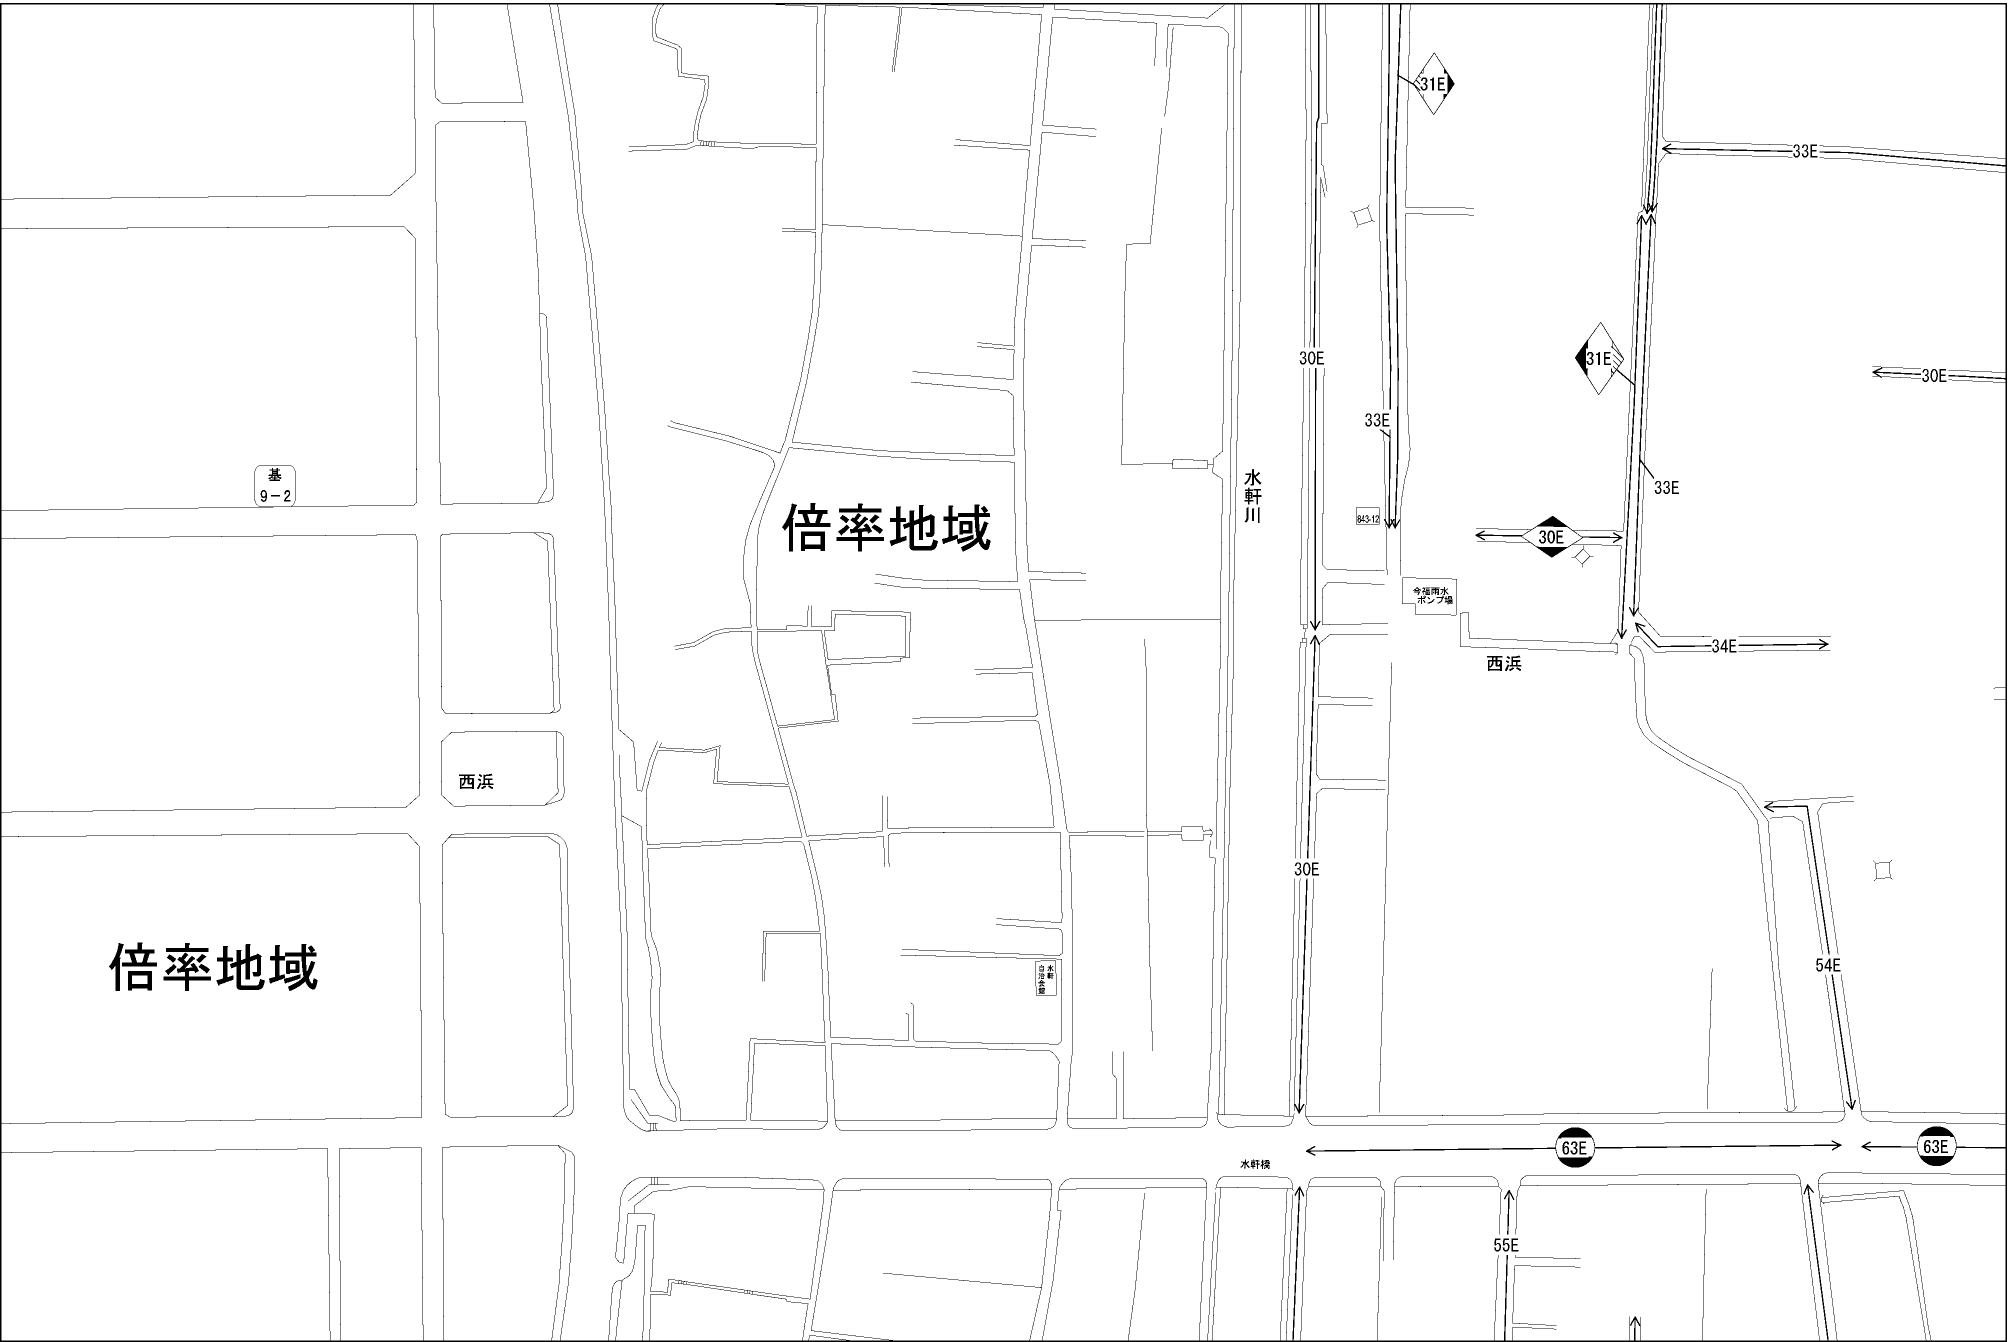 31E
33E
31E
30E
30E
33E
基
9－2
水軒川
33E
倍率地域
843-12
30E
今福雨水
ポンプ場
34E
西浜
西浜
30E
倍率地域
水軒
自治会館
54E
63E
63E
水軒橋
55E